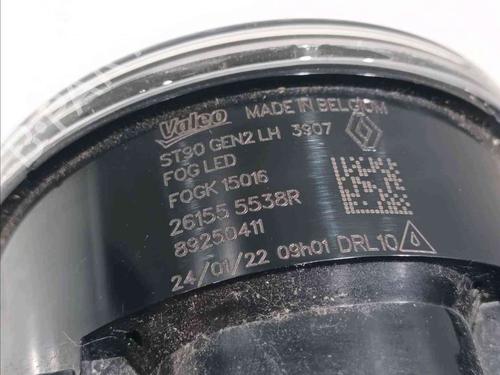 Valeo MADE IN BELGIUM
ST90 GEN2 LH 3907
FOG LED
FOGK 15016
26155 5538R
89250411
24/01/22 09h01 DRL10